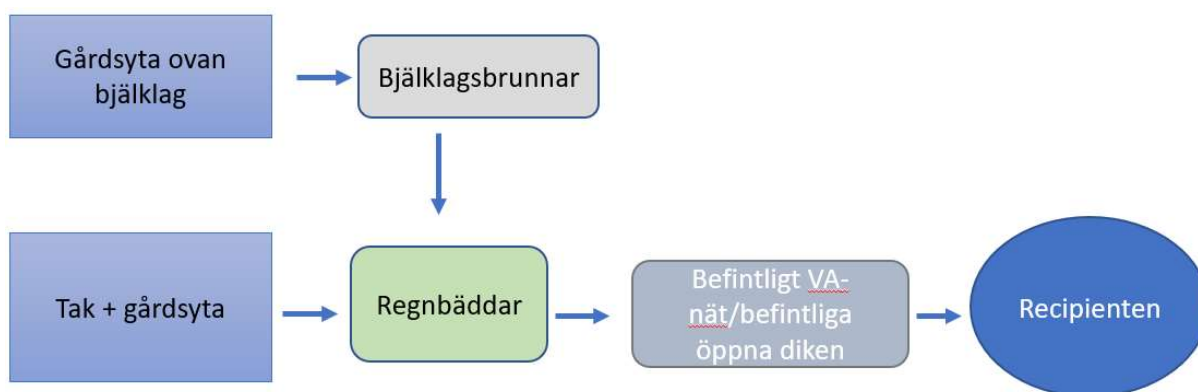 Gårdsyta ovan
bjälklag
Bjälklagsbrunnar
Tak + gårdsyta
Regnbäddar
Befintligt VA-
nät/befintliga
öppna diken
Recipienten